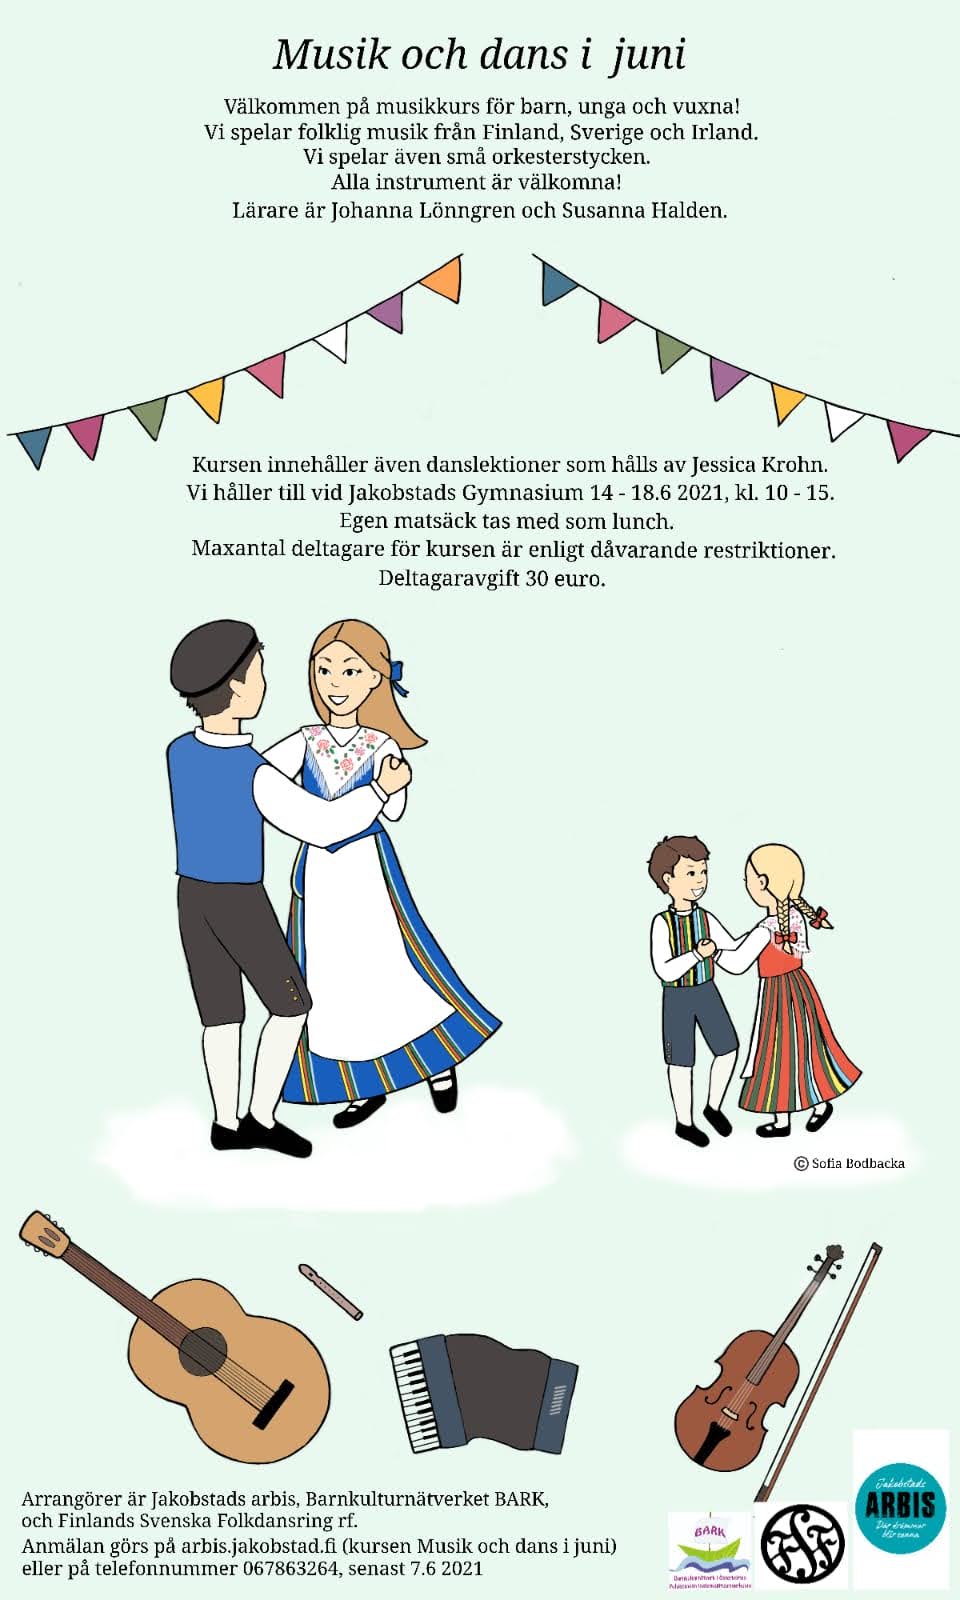 Musik och dans i juni
Välkommen på musikkurs för barn, unga och vuxna!
Vi spelar folklig musik från Finland, Sverige och Irland.
Vi spelar även små orkesterstycken.
Alla instrument är välkomna!
Lärare är Johanna Lönngren och Susanna Halden.
Kursen innehåller även danslektioner som hålls av Jessica Krohn.
Vi håller till vid Jakobstads Gymnasium 14 - 18.6 2021, kl. 10 - 15.
Egen matsäck tas med som lunch.
Maxantal deltagare för kursen är enligt dåvarande restriktioner.
Deltagaravgift 30 euro.
© Sofia Bodbacka
Arrangörer är Jakobstads arbis, Barnkulturnätverket BARK,
och Finlands Svenska Folkdansring rf.
Anmälan görs på arbis.jakobstad.fi (kursen Musik och dans i juni)
eller på telefonnummer 067863264, senast 7.6 2021
BARK
Jakobstads
ARBIS
Där drömmar
blir sanna